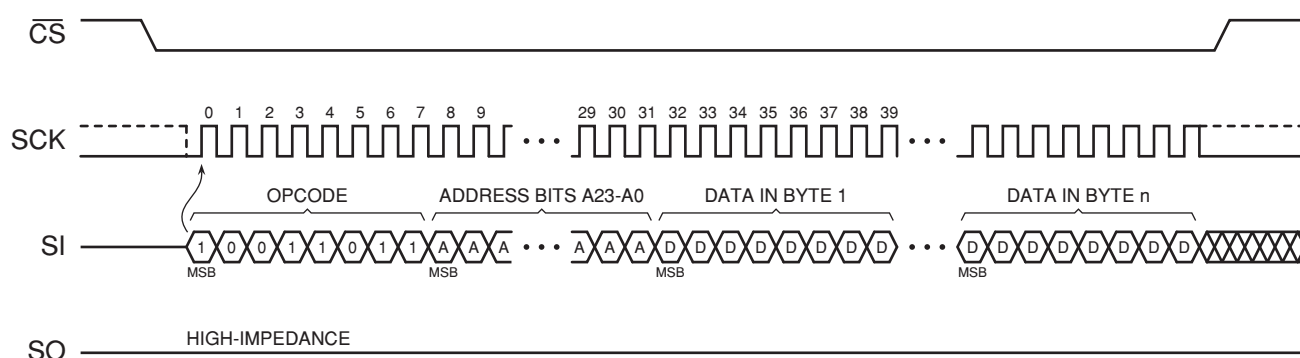 CS
0 1 2 3 4 5 6 7 8 9 29 30 31 32 33 34 35 36 37 38 39
SCK
OPCODE ADDRESS BITS A23-A0 DATA IN BYTE 1 DATA IN BYTE n
SI 1 0 0 1 1 0 1 1 A A A A A A D D D D D D D D D D D D D D D D
MSB MSB MSB MSB
HIGH-IMPEDANCE
SO